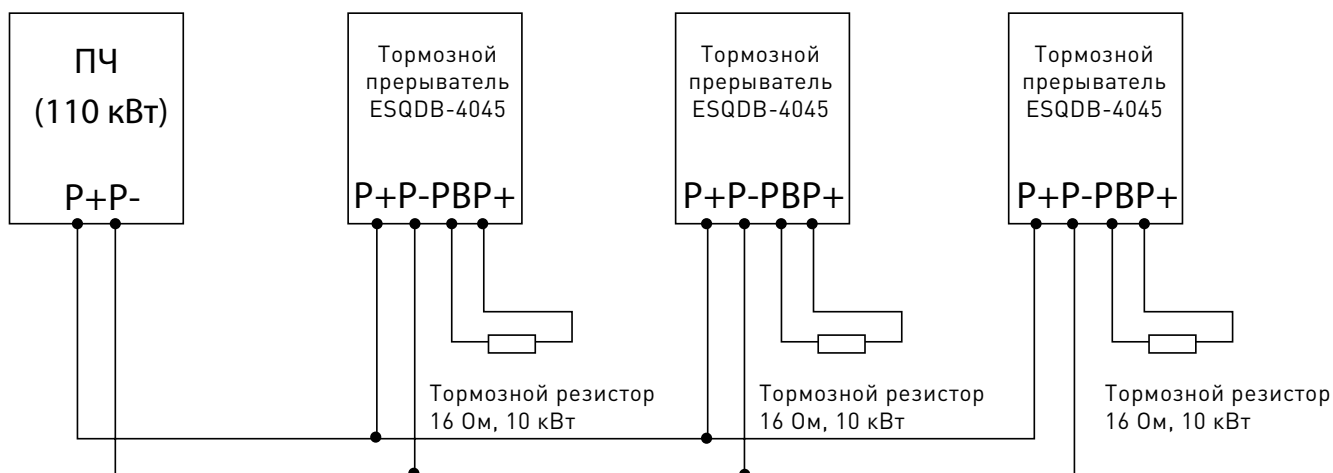 ПЧ
(110 кВт)
P+P-
Тормозной
прерыватель
ESQDB-4045
P+P-PBP+
Тормозной
прерыватель
ESQDB-4045
P+P-PBP+
Тормозной
прерыватель
ESQDB-4045
P+P-PBP+
Тормозной резистор
16 Ом, 10 кВт
Тормозной резистор
16 Ом, 10 кВт
Тормозной резистор
16 Ом, 10 кВт